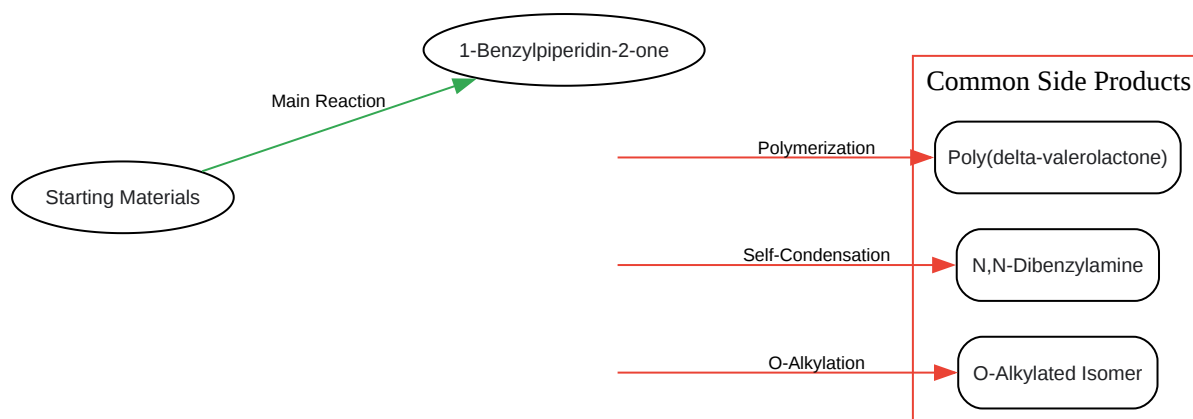 1-Benzylpiperidin-2-one
Common Side Products
Main Reaction
Polymerization
Poly(delta-valerolactone)
Starting Materials
Self-Condensation
N,N-Dibenzylamine
O-Alkylation
O-Alkylated Isomer